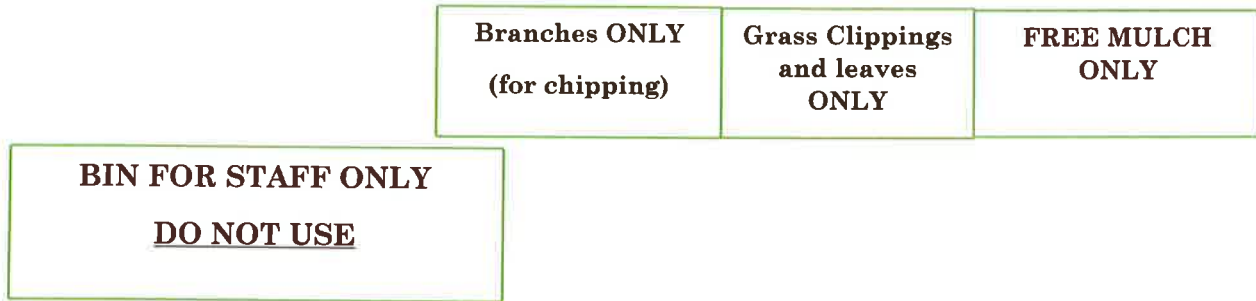 Branches ONLY
(for chipping)
Grass Clippings
and leaves
ONLY
FREE MULCH
ONLY
BIN FOR STAFF ONLY
DO NOT USE